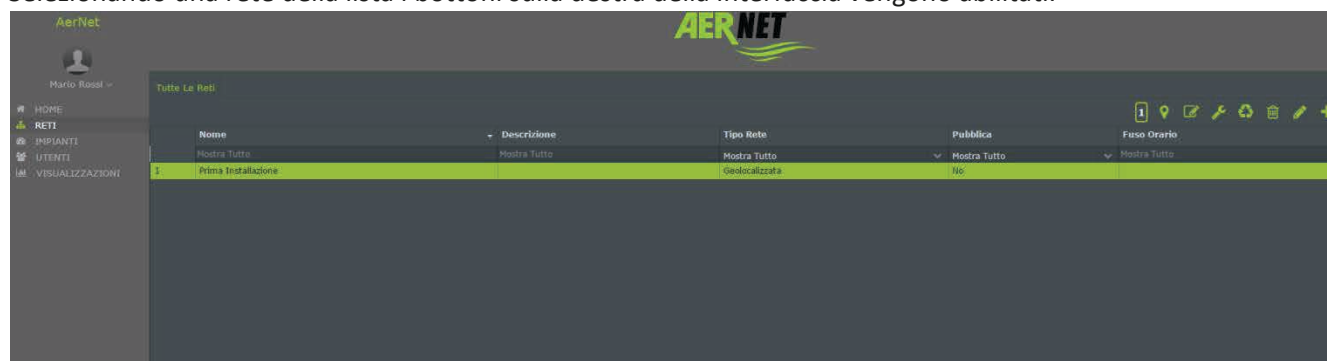 Selezionando una rete della lista i bottoni sulla destra della interfaccia vengono abilitati.
AerNet
AERNET
Mario Rossi
Tutte Le Reti
HOME
RETI
IMPIANTI
UTENTI
VISUALIZZAZIONI
1
Nome Descrizione Tipo Rete Pubblica Fuso Orario
Mostra Tutto Mostra Tutto Mostra Tutto Mostra Tutto Mostra Tutto
1 Prima Installazione Geolocalizzata No